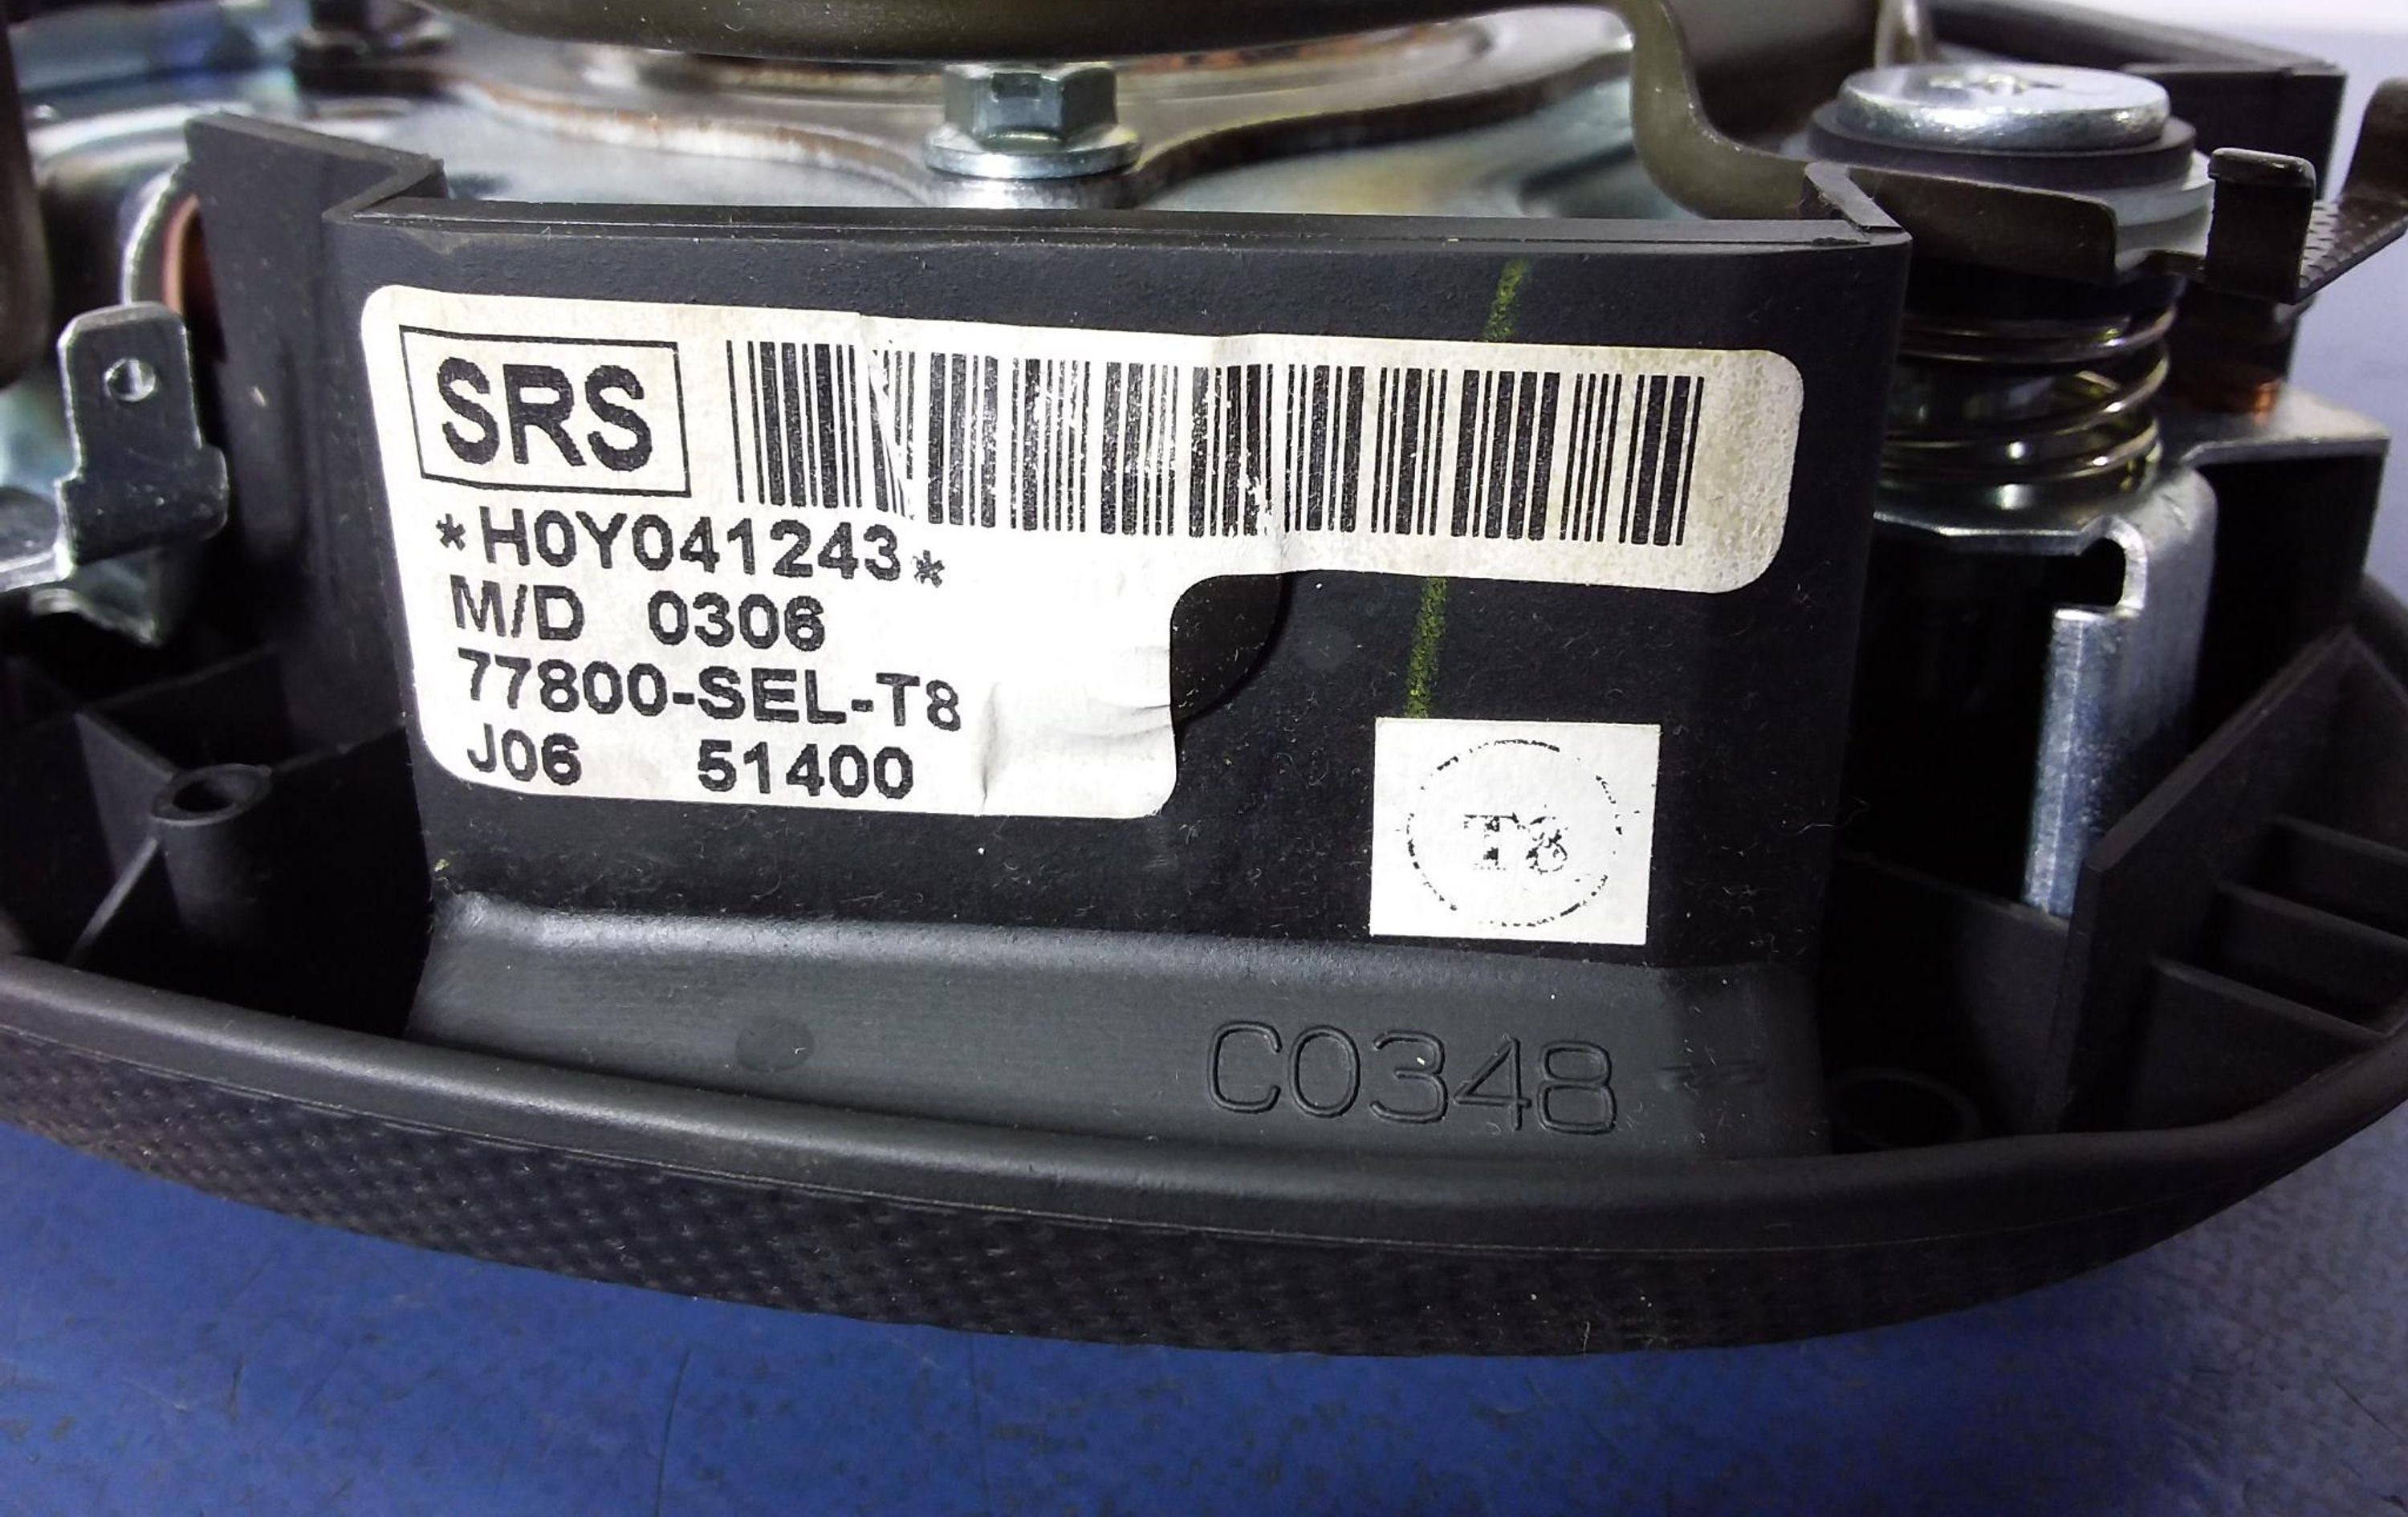 SRS
*H0Y041243*
M/D 0306
77800-SEL-T8
J06 51400
T8
C0348